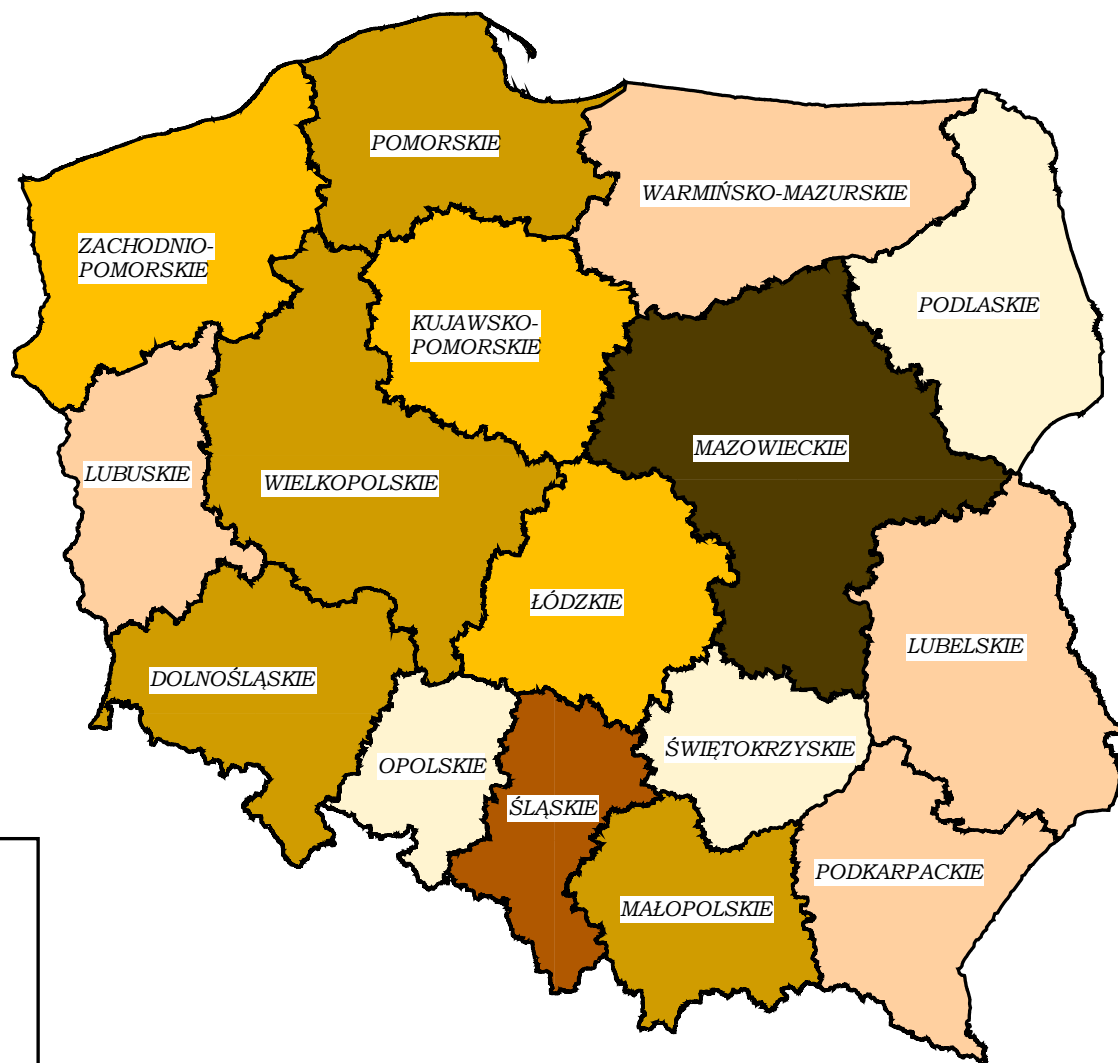 POMORSKIE
WARMIŃSKO-MAZURSKIE
ZACHODNIO-
POMORSKIE
PODLASKIE
KUJAWSKO-
POMORSKIE
MAZOWIECKIE
LUBUSKIE
WIELKOPOLSKIE
ŁÓDZKIE
LUBELSKIE
DOLNOŚLĄSKIE
ŚWIĘTOKRZYSKIE
OPOLSKIE
ŚLĄSKIE
PODKARPACKIE
MAŁOPOLSKIE